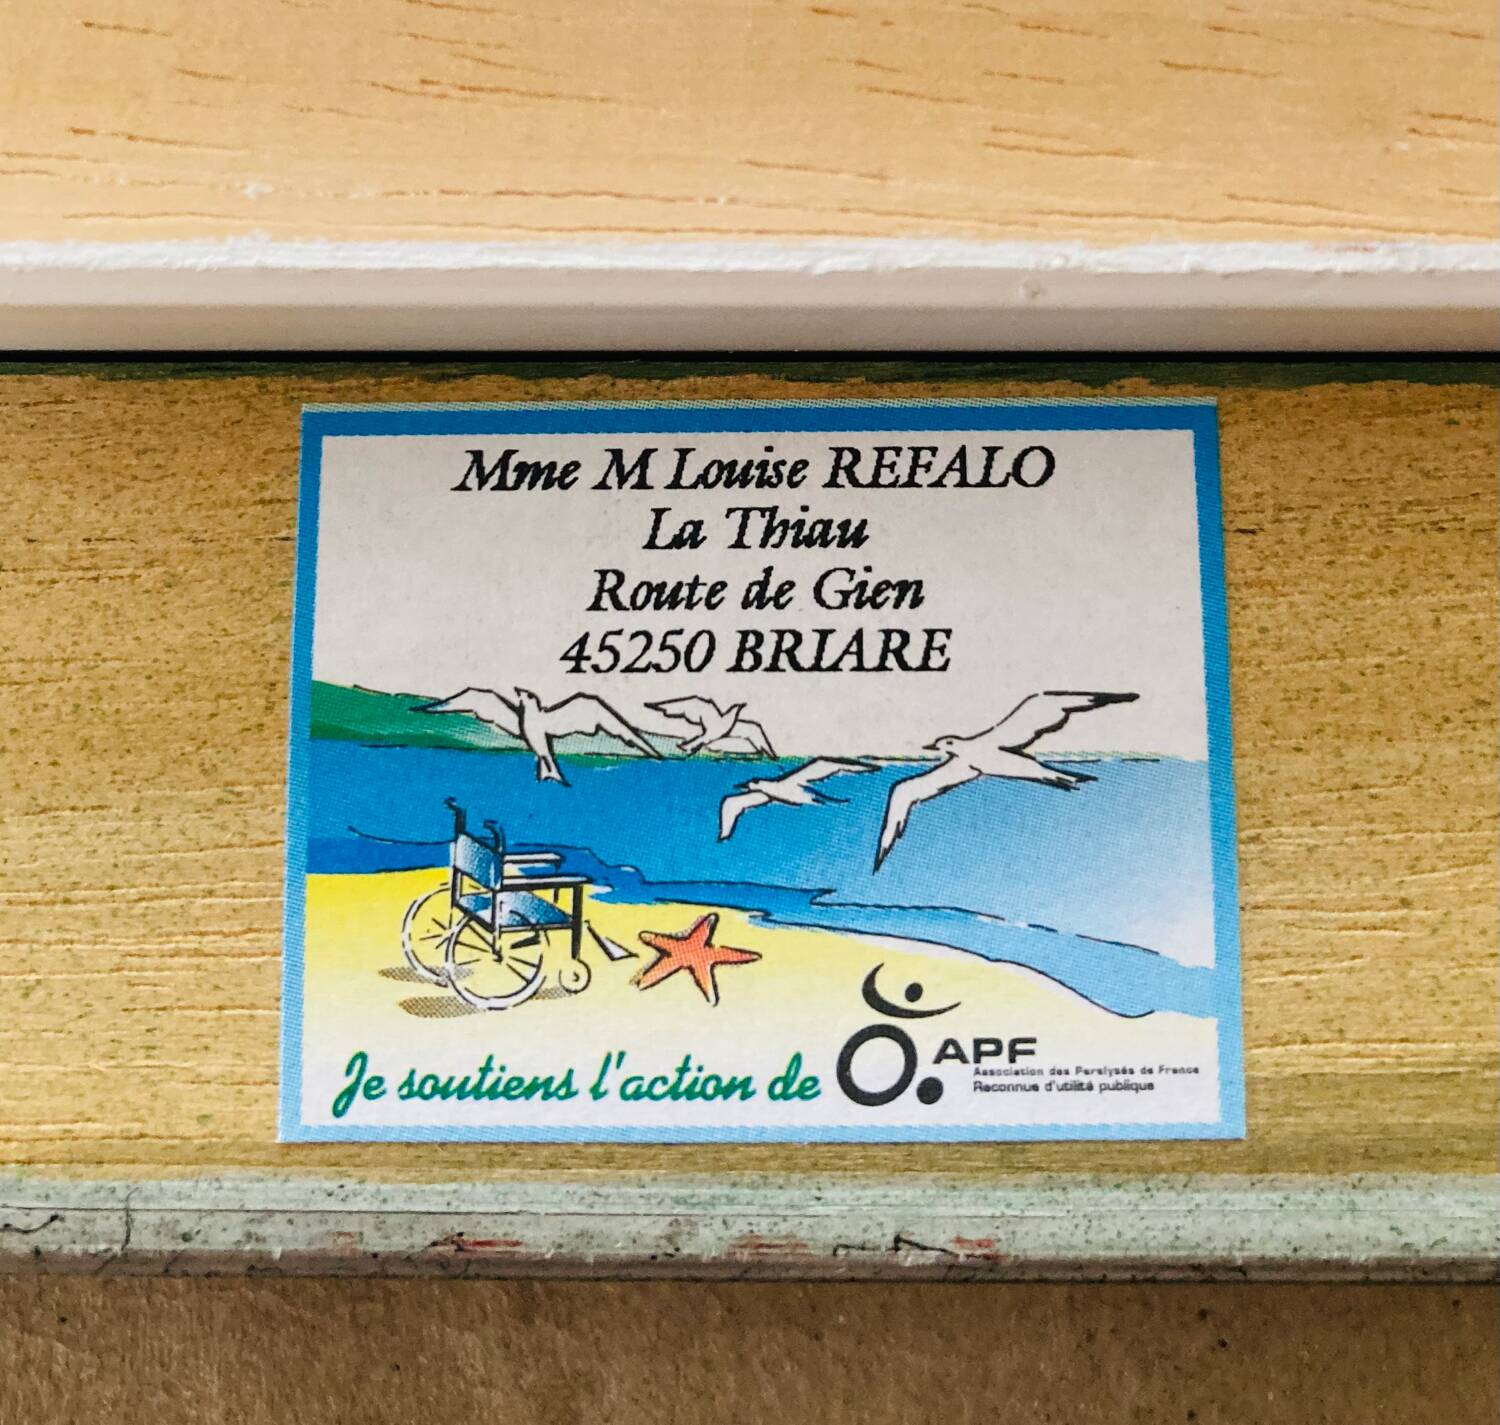 Mme M Louise REFALO
La Thiau
Route de Gien
45250 BRIARE
Je soutiens l'action de
APF
Association des Paralysés de France
Reconnue d'utilité publique